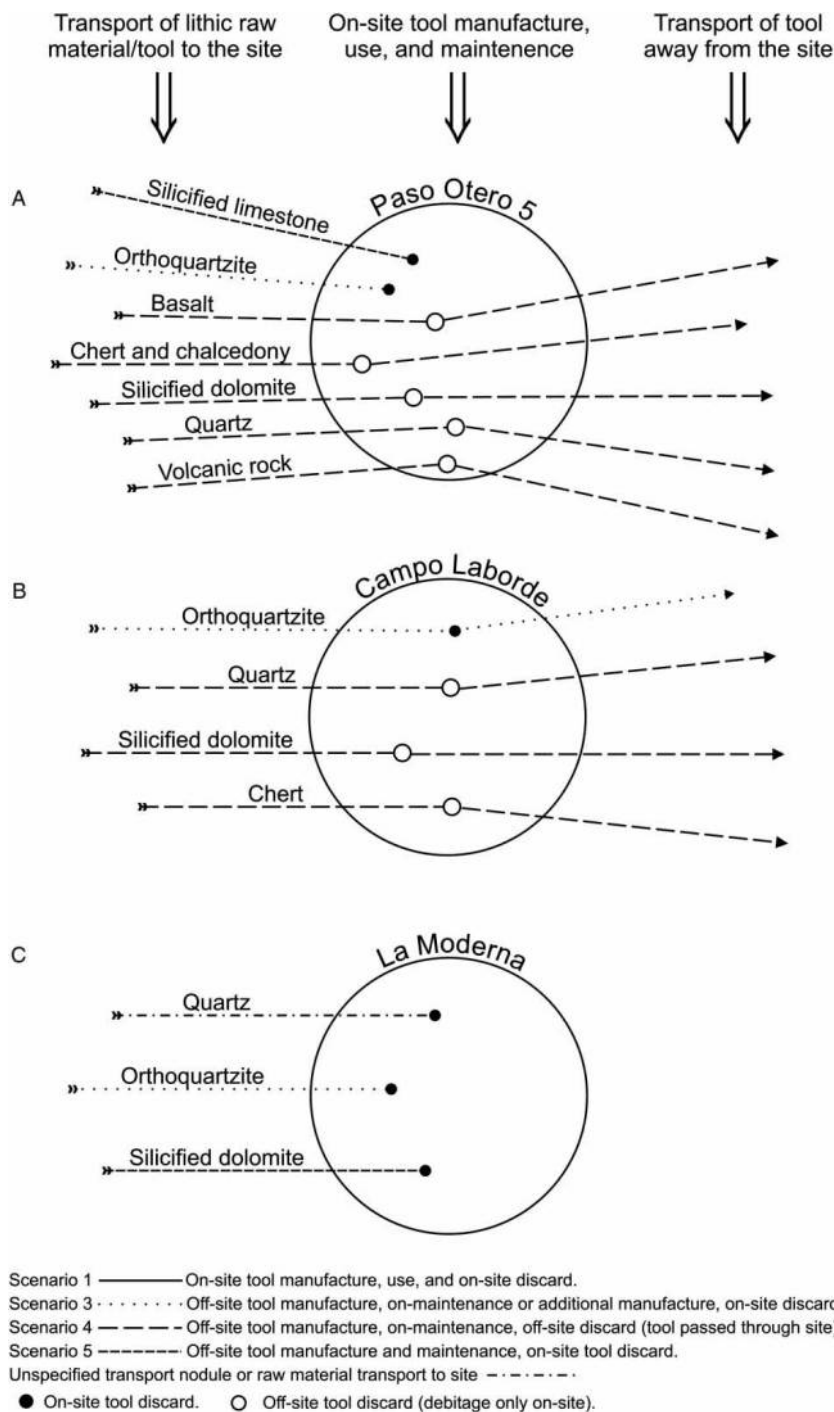 Transport of lithic raw
material/tool to the site
On-site tool manufacture,
use, and maintenence
Transport of tool
away from the site
A
Paso Otero 5
Silicified limestone
Orthoquartzite
Basalt
Chert and chalcedony
Silicified dolomite
Quartz
Volcanic rock
B
Campo Laborde
Orthoquartzite
Quartz
Silicified dolomite
Chert
C
La Moderna
Quartz
Orthoquartzite
Silicified dolomite
Scenario 1 On-site tool manufacture, use, and on-site discard.
Scenario 3 Off-site tool manufacture, on-maintenance or additional manufacture, on-site discard
Scenario 4 Off-site tool manufacture, on-maintenance, off-site discard (tool passed through site)
Scenario 5 Off-site tool manufacture and maintenance, on-site tool discard.
Unspecified transport nodule or raw material transport to site
On-site tool discard. Off-site tool discard (debitage only on-site).